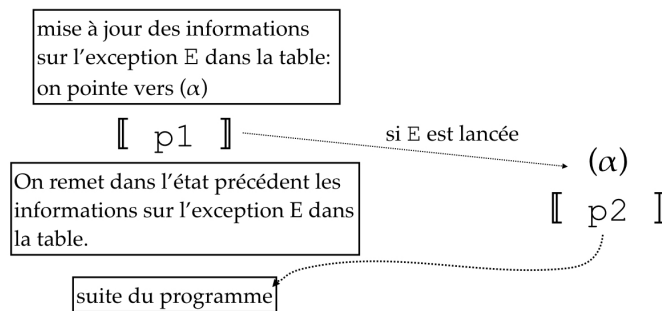 mise à jour des informations
sur l'exception E dans la table:
on pointe vers (α)
⟦ p1 ⟧
si E est lancée
(α)
On remet dans l'état précédent les
informations sur l'exception E dans
la table.
⟦ p2 ⟧
suite du programme